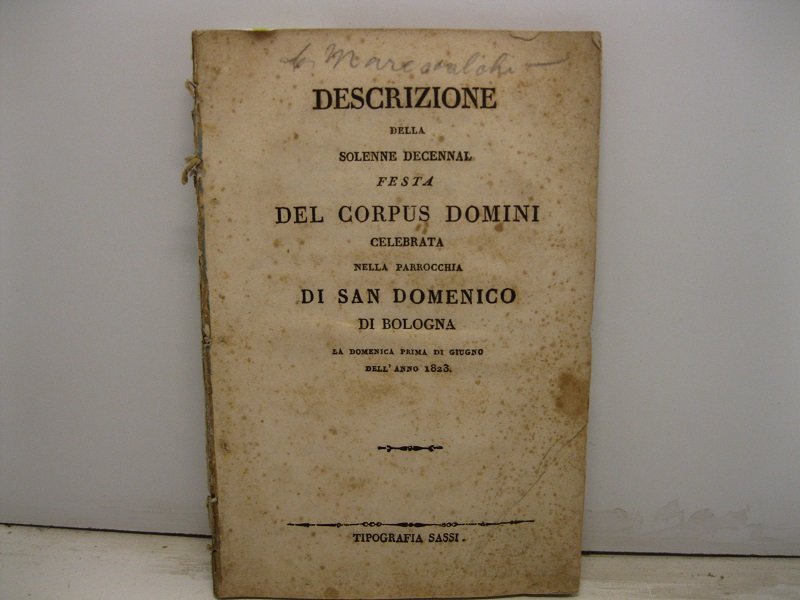 Marescalchi
DESCRIZIONE
DELLA
SOLENNE DECENNAL
FESTA
DEL CORPUS DOMINI
CELEBRATA
NELLA PARROCCHIA
DI SAN DOMENICO
DI BOLOGNA
LA DOMENICA PRIMA DI GIUGNO
DELL' ANNO 1823.
TIPOGRAFIA SASSI.